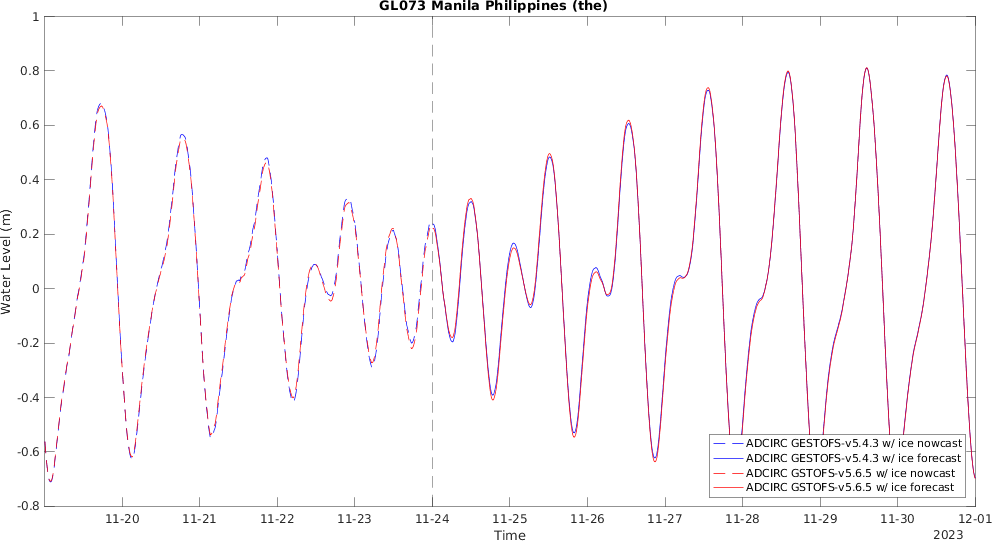 GL073 Manila Philippines (the)
1
0.8
0.6
0.4
0.2
0
-0.2
-0.4
-0.6
-0.8
Water Level (m)
ADCIRC GESTOFS-v5.4.3 w/ ice nowcast
ADCIRC GSTOFS-v5.4.3 w/ ice forecast
ADCIRC GSTOFS-v5.6.5 w/ ice nowcast
ADCIRC GSTOFS-v5.6.5 w/ ice forecast
11-20 11-21 11-22 11-23 11-24 11-25 11-26 11-27 11-28 11-29 11-30 12-01
Time
2023